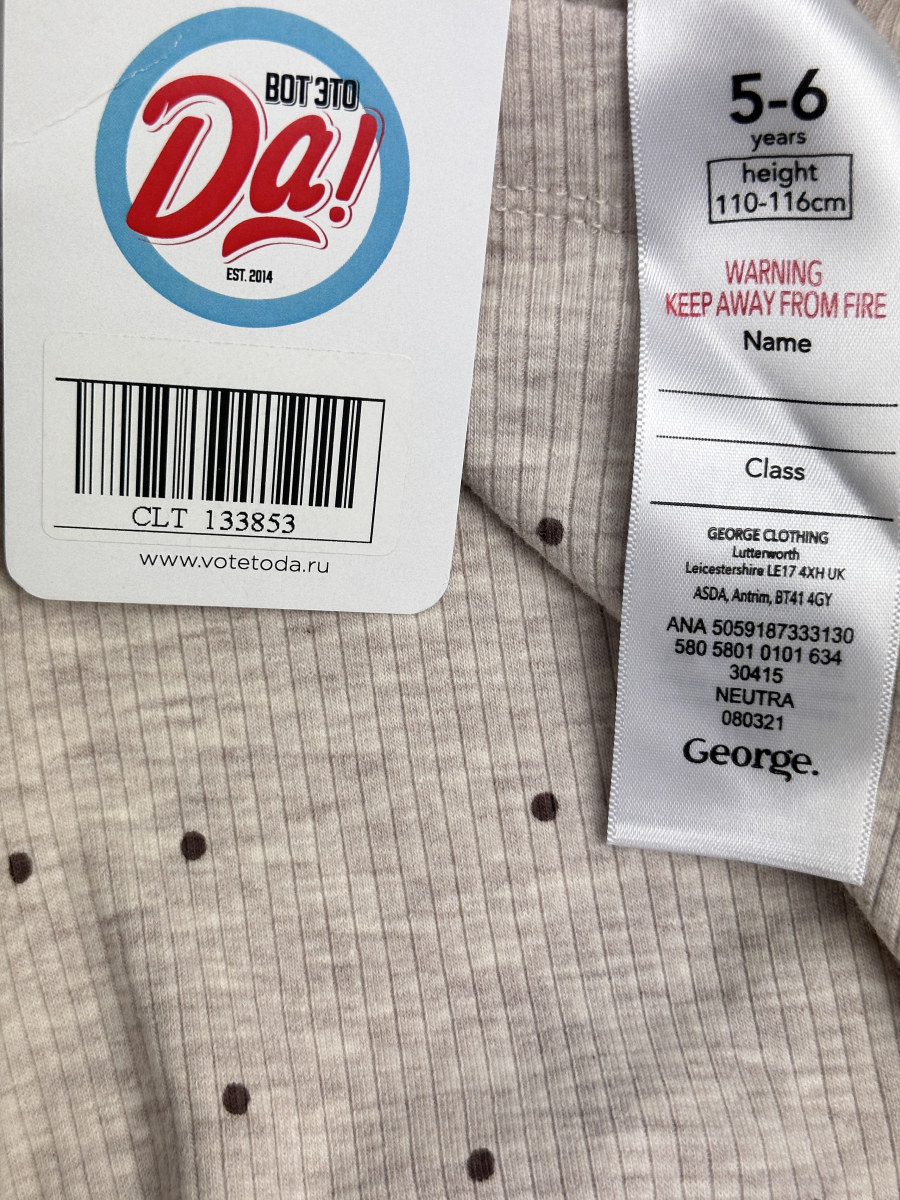 ВОТ ЭТО
Да!
EST. 2014
CLT 133853
www.votetoda.ru
5-6
years
height
110-116cm
WARNING
KEEP AWAY FROM FIRE
Name
Class
GEORGE CLOTHING
Lutterworth
Leicestershire LE17 4XH UK
ASDA, Antrim, BT41 4GY
ANA 5059187333130
580 5801 0101 634
30415
NEUTRA
080321
George.